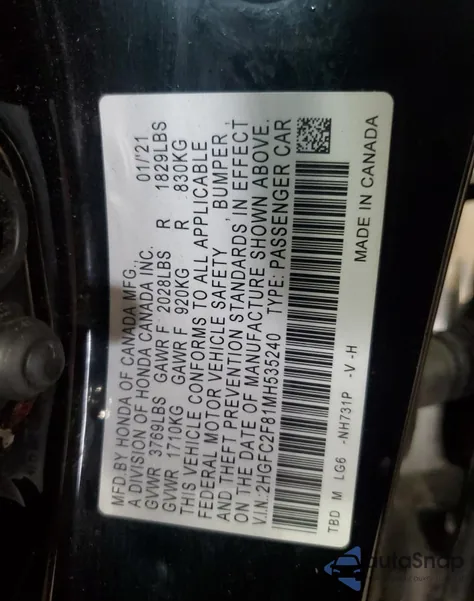 MFD.BY HONDA OF CANADA MFG., 01/'21
A DIVISION OF HONDA CANADA INC.
GVWR 3769LBS GAWR F 2028LBS R 1829LBS
GVWR 1710KG GAWR F 920KG R 830KG
THIS VEHICLE CONFORMS TO ALL APPLICABLE
FEDERAL MOTOR VEHICLE SAFETY , BUMPER ,
AND THEFT PREVENTION STANDARDS IN EFFECT
ON THE DATE OF MANUFACTURE SHOWN ABOVE.
V.I.N.:2HGFC2F81MH535240 TYPE: PASSENGER CAR
TBD M LG6 -NH731P -V -H
MADE IN CANADA
autoSnap